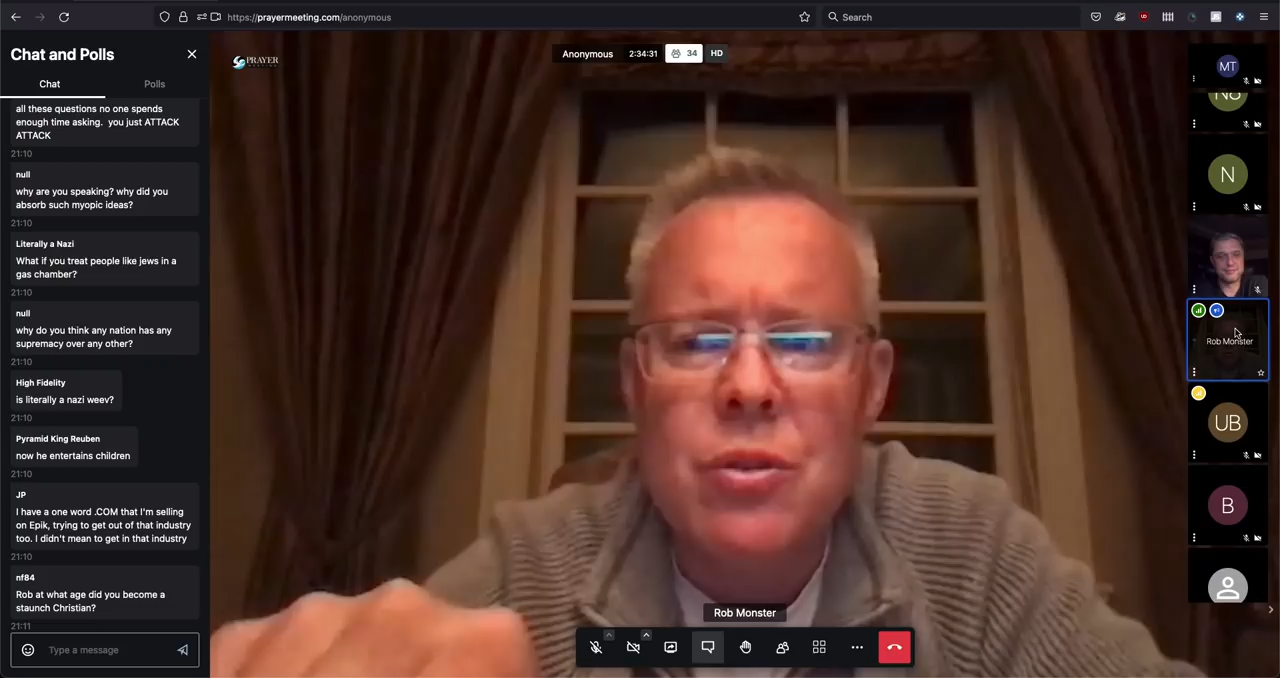 https://prayermeeting.com/anonymous
Search
Chat and Polls
Chat
Polls
all these questions no one spends
enough time asking. you just ATTACK
ATTACK
21:10
null
why are you speaking? why did you
absorb such myopic ideas?
21:10
Literally a Nazi
What if you treat people like jews in a
gas chamber?
21:10
null
why do you think any nation has any
supremacy over any other?
21:10
High Fidelity
is literally a nazi weev?
21:10
Pyramid King Reuben
now he entertains children
21:10
JP
I have a one word .COM that I'm selling
on Epik, trying to get out of that industry
too. I didn't mean to get in that industry
21:10
nf84
Rob at what age did you become a
staunch Christian?
21:11
Type a message
PRAYER
Anonymous
2:34:31
34
HD
Rob Monster
MT
N8
N
Rob Monster
UB
B